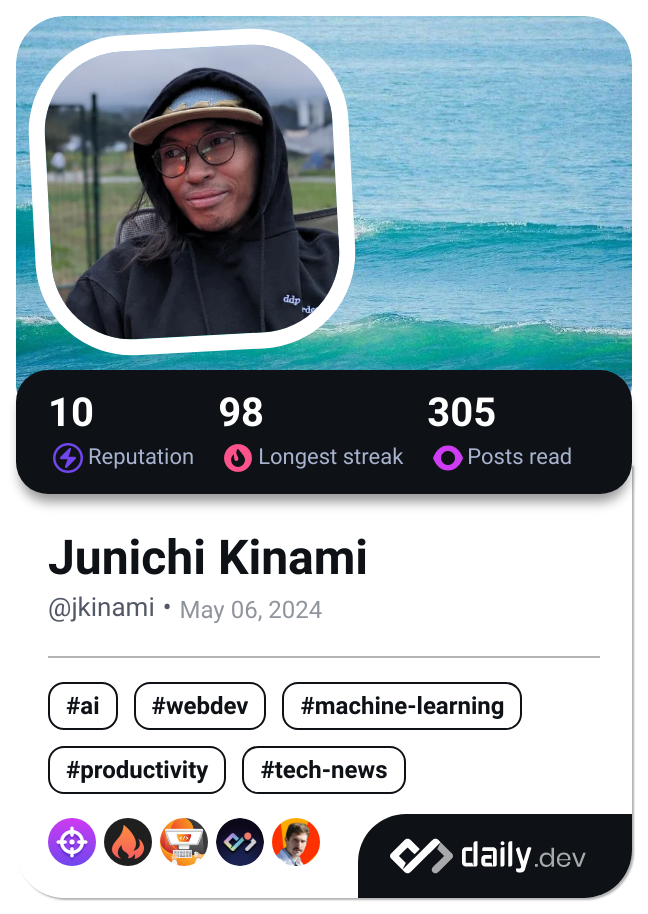 10 98 305
Reputation Longest streak Posts read
Junichi Kinami
@jkinami • May 06, 2024
#ai #webdev #machine-learning
#productivity #tech-news
daily.dev